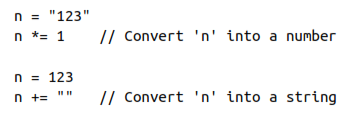 n = "123"
n *= 1    // Convert 'n' into a number
n = 123
n += ""   // Convert 'n' into a string